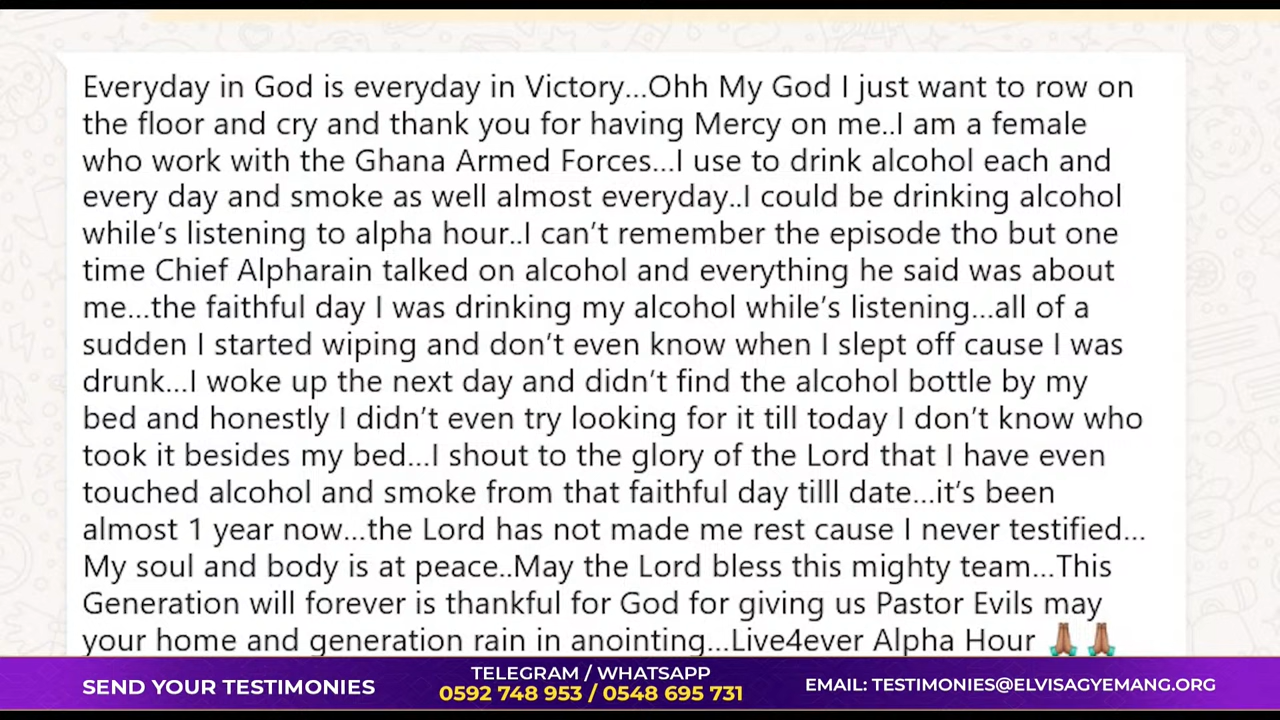 Everyday in God is everyday in Victory...Ohh My God I just want to row on
the floor and cry and thank you for having Mercy on me..I am a female
who work with the Ghana Armed Forces...I use to drink alcohol each and
every day and smoke as well almost everyday..I could be drinking alcohol
while's listening to alpha hour..I can't remember the episode tho but one
time Chief Alpharain talked on alcohol and everything he said was about
me...the faithful day I was drinking my alcohol while's listening...all of a
sudden I started wiping and don't even know when I slept off cause I was
drunk...I woke up the next day and didn't find the alcohol bottle by my
bed and honestly I didn't even try looking for it till today I don't know who
took it besides my bed...I shout to the glory of the Lord that I have even
touched alcohol and smoke from that faithful day tilll date...it's been
almost 1 year now...the Lord has not made me rest cause I never testified...
My soul and body is at peace..May the Lord bless this mighty team...This
Generation will forever is thankful for God for giving us Pastor Evils may
your home and generation rain in anointing...Live4ever Alpha Hour 🙏🏾🙏🏾
SEND YOUR TESTIMONIES
TELEGRAM / WHATSAPP
0592 748 953 / 0548 695 731
EMAIL: TESTIMONIES@ELVISAGYEMANG.ORG